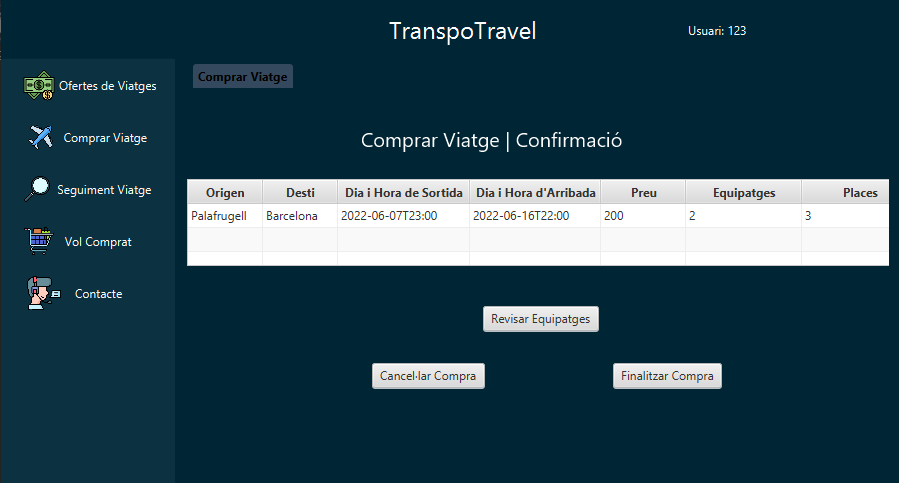 TranspoTravel
Usuari: 123
Ofertes de Viatges
Comprar Viatge
Seguiment Viatge
Vol Comprat
Contacte
Comprar Viatge
Comprar Viatge | Confirmació
Origen Desti Dia i Hora de Sortida Dia i Hora d'Arribada Preu Equipatges Places
Palafrugell Barcelona 2022-06-07T23:00 2022-06-16T22:00 200 2 3
Revisar Equipatges
Cancel·lar Compra Finalitzar Compra